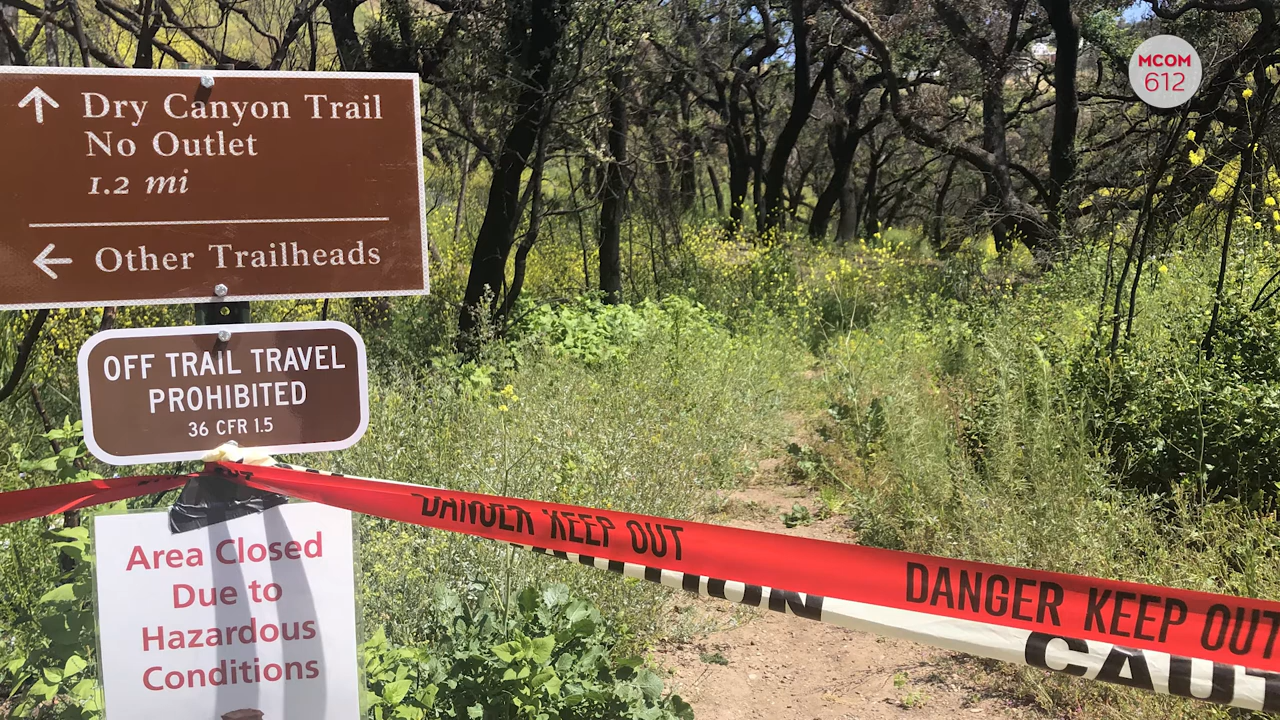 MCOM
612
Dry Canyon Trail
No Outlet
1.2 mi
Other Trailheads
OFF TRAIL TRAVEL
PROHIBITED
36 CFR 1.5
DANGER KEEP OUT
DANGER KEEP OUT
Area Closed
Due to
Hazardous
Conditions